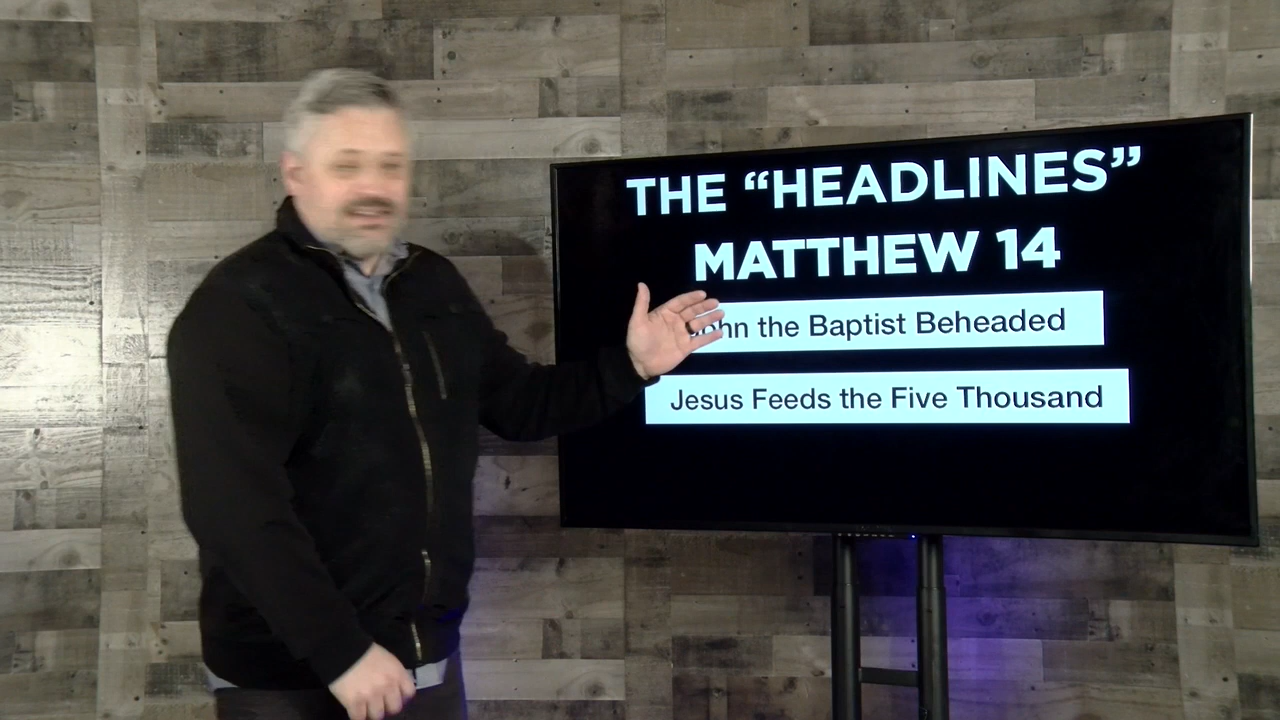 THE “HEADLINES”
MATTHEW 14
John the Baptist Beheaded
Jesus Feeds the Five Thousand